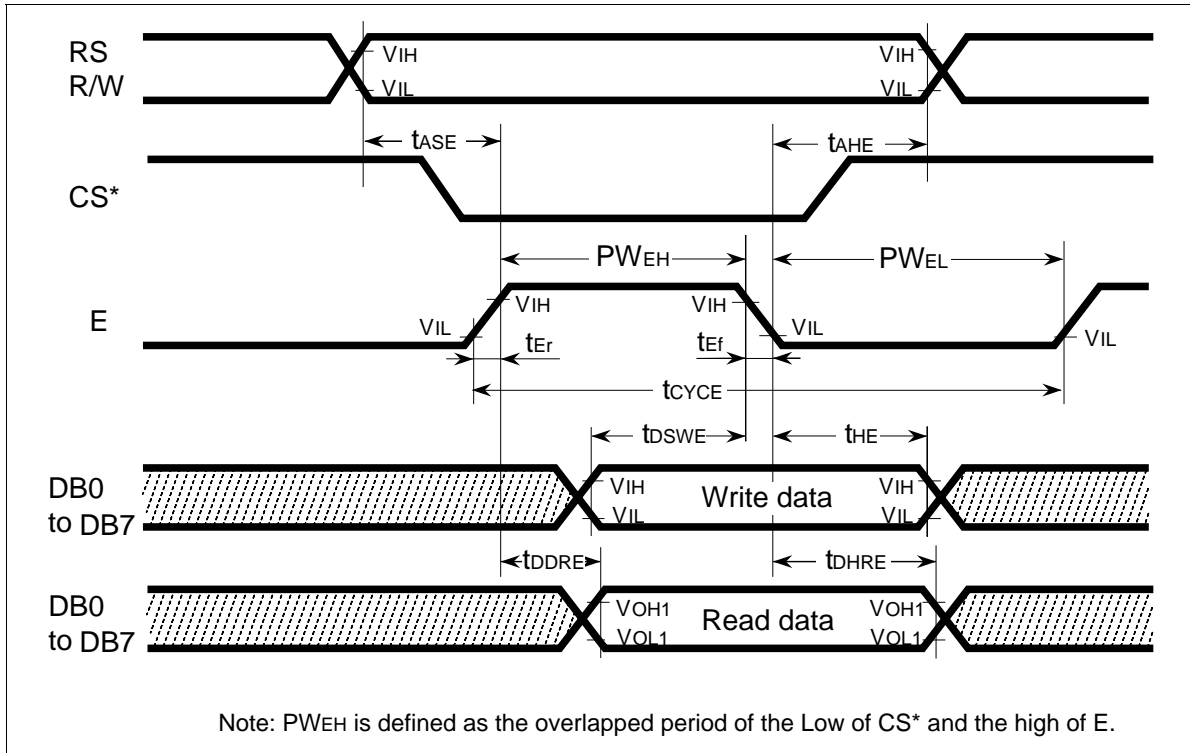 RS
R/W
VIH
VIL
VIH
VIL
tASE
tAHE
CS*
PWEH
PWEL
E
VIL
VIH
VIH
VIL
VIL
tEr
tEf
tCYCE
tDSWE
tHE
DB0
to DB7
VIH
VIL
Write data
VIH
VIL
tDDRE
tDHRE
DB0
to DB7
VOH1
VOL1
Read data
VOH1
VOL1
Note: PWEH is defined as the overlapped period of the Low of CS* and the high of E.